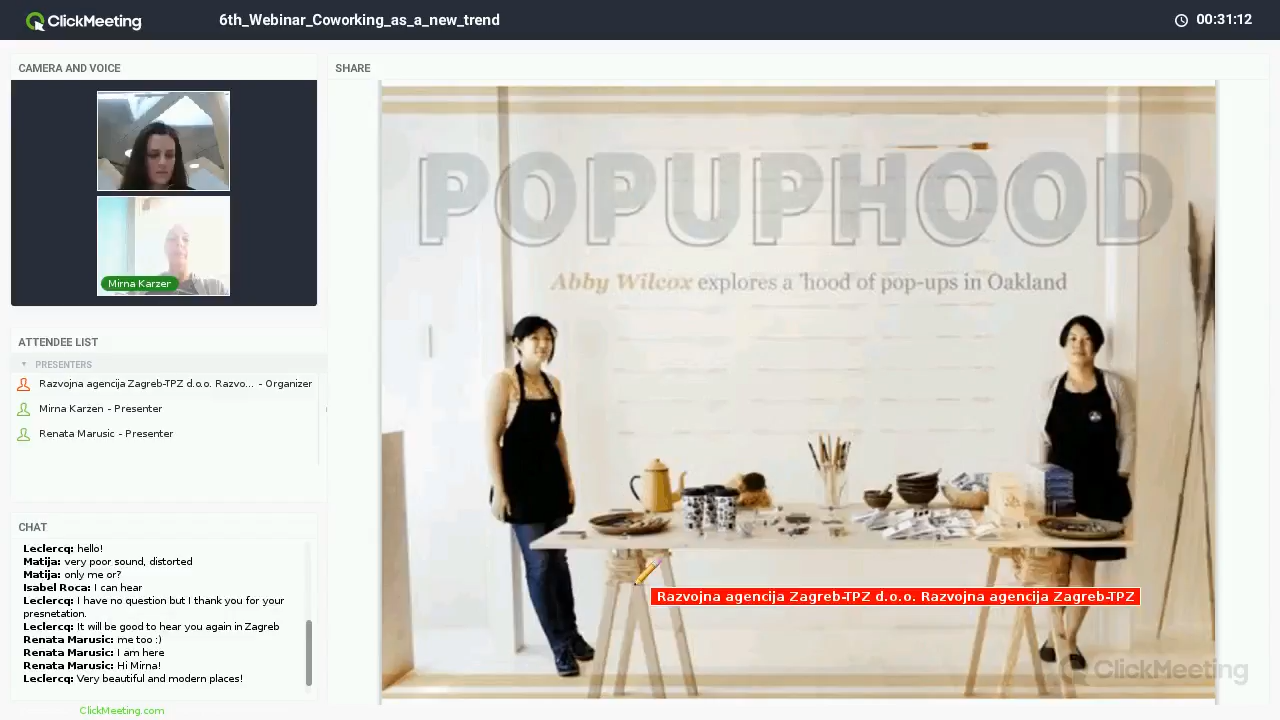 ClickMeeting
6th_Webinar_Coworking_as_a_new_trend
00:31:12
CAMERA AND VOICE
Mirna Karzer
ATTENDEE LIST
PRESENTERS
Razvojna agencija Zagreb-TPZ d.o.o. Razvo... - Organizer
Mirna Karzen - Presenter
Renata Marusic - Presenter
CHAT
Leclercq: hello!
Matija: very poor sound, distorted
Matija: only me or?
Isabel Roca: I can hear
Leclercq: I have no question but I thank you for your
presnetation
Leclercq: It will be good to hear you again in Zagreb
Renata Marusic: me too :)
Renata Marusic: I am here
Renata Marusic: Hi Mirna!
Leclercq: Very beautiful and modern places!
ClickMeeting.com
SHARE
POPUPHOOD
Abby Wilcox explores a 'hood of pop-ups in Oakland
Razvojna agencija Zagreb-TPZ d.o.o. Razvojna agencija Zagreb-TPZ
ClickMeeting